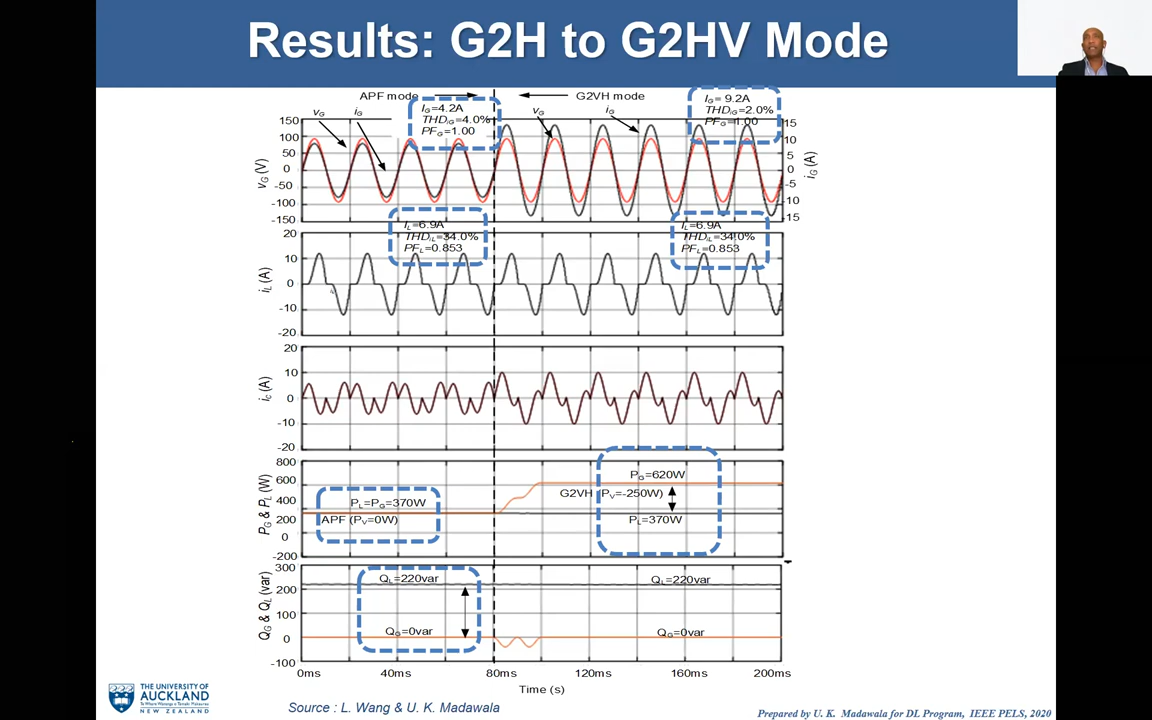 Results: G2H to G2HV Mode
APF mode
G2VH mode
vG
iG
IG=4.2A
THDiG=4.0%
PFG=1.00
vG
iG
IG= 9.2A
THDiG=2.0%
PFG=1.00
150
100
50
0
-50
-100
-150
vG (V)
15
10
5
0
-5
-10
-15
iG (A)
IL=6.9A
THDiL=34.0%
PFL=0.853
IL=6.9A
THDiL=34.0%
PFL=0.853
20
10
0
-10
-20
iL (A)
20
10
0
-10
-20
ic (A)
800
600
400
200
0
-200
PG & PL (W)
PL=PG=370W
APF (PV=0W)
PG=620W
G2VH (PV=-250W)
PL=370W
300
200
100
0
-100
QG & QL (var)
QL=220var
QG=0var
QL=220var
QG=0var
0ms 40ms 80ms 120ms 160ms 200ms
Time (s)
THE UNIVERSITY OF
AUCKLAND
Te Whare Wananga o Tamaki Makaurau
NEW ZEALAND
Source : L. Wang & U. K. Madawala
Prepared by U. K. Madawala for DL Program, IEEE PELS, 2020